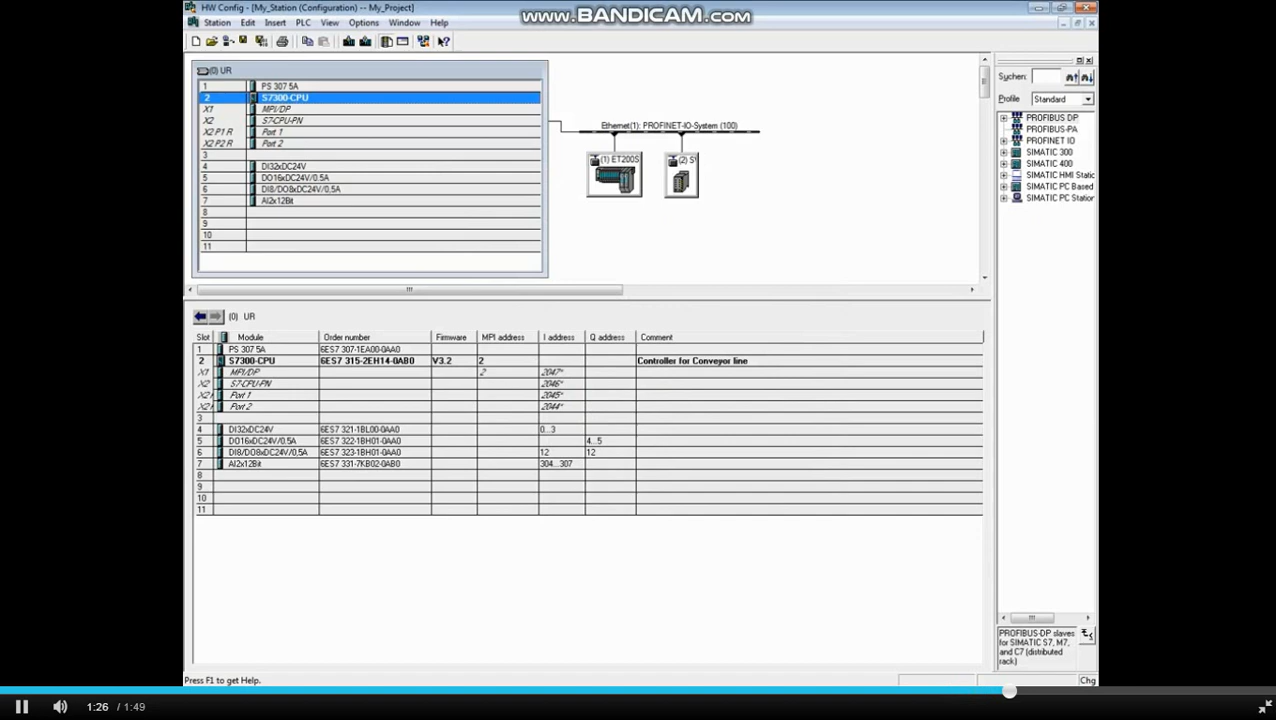 HW Config - [My_Station (Configuration) -- My_Project]
www.BANDICAM.com
Station Edit Insert PLC View Options Window Help
(0) UR
1 PS 307 5A
2 S7300-CPU
X1 MPI/DP
X2 S7-CPU-PN
X2 P1 R Port 1
X2 P2 R Port 2
3
4 DI32xDC24V
5 DO16xDC24V/0.5A
6 DI8/DO8xDC24V/0,5A
7 AI2x12Bit
8
9
10
11
Ethernet(1): PROFINET-IO-System (100)
(1) ET200S
(2) SY
Suchen:
Profile Standard
PROFIBUS DP
PROFIBUS-PA
PROFINET IO
SIMATIC 300
SIMATIC 400
SIMATIC HMI Static
SIMATIC PC Based
SIMATIC PC Station
(0) UR
Slot Module Order number Firmware MPI address I address Q address Comment
1 PS 307 5A 6ES7 307-1EA00-0AA0
2 S7300-CPU 6ES7 315-2EH14-0AB0 V3.2 2 Controller for Conveyor line
X1 MPI/DP 2 2047*
X2 S7-CPU-PN 2046*
X2 Port 1 2045*
X2 Port 2 2044*
3
4 DI32xDC24V 6ES7 321-1BL00-0AA0 0...3
5 DO16xDC24V/0.5A 6ES7 322-1BH01-0AA0 4...5
6 DI8/DO8xDC24V/0,5A 6ES7 323-1BH01-0AA0 12 12
7 AI2x12Bit 6ES7 331-7KB02-0AB0 304...307
8
9
10
11
PROFIBUS-DP slaves
for SIMATIC S7, M7,
and C7 (distributed
rack)
Press F1 to get Help.
Chg
1:26 / 1:49